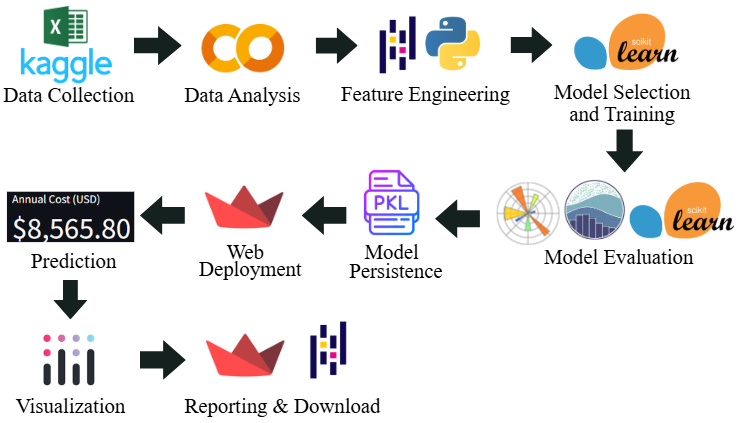 X
kaggle
Data Collection
Data Analysis
Feature Engineering
scikit
learn
Model Selection
and Training
Annual Cost (USD)
$8,565.80
Prediction
Web
Deployment
PKL
Model
Persistence
scikit
learn
Model Evaluation
Visualization
Reporting & Download